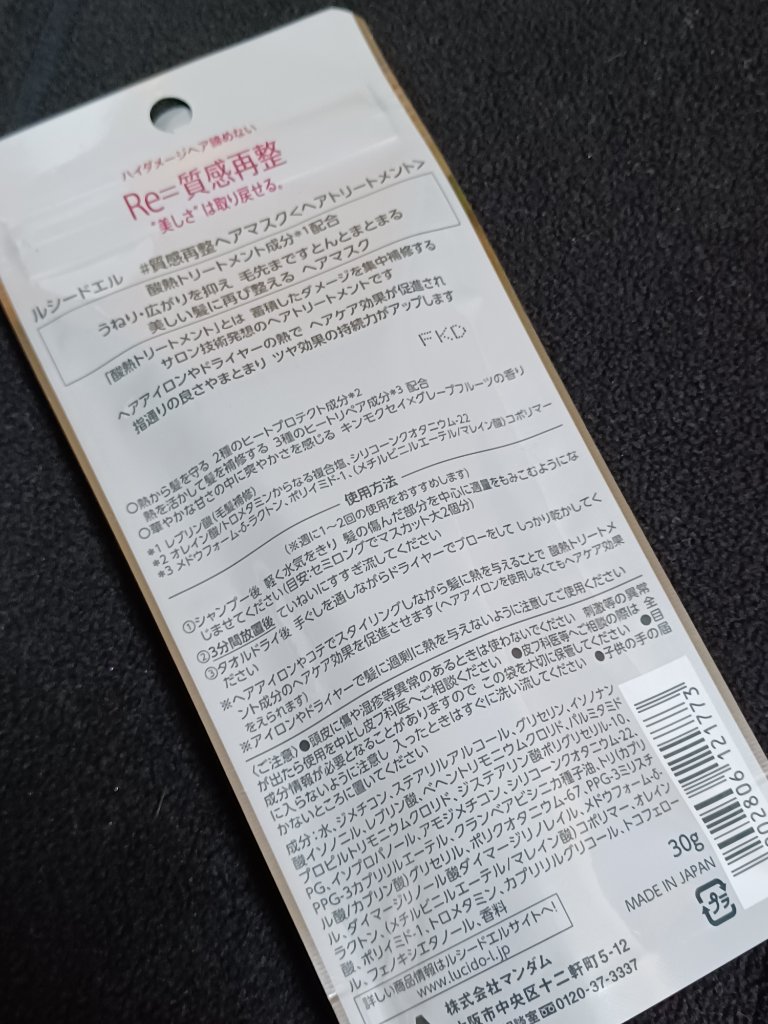 ハイダメージヘア諦めない
Re=質感再整
"美しさ"は取り戻せる。
ルシードエル #質感再整ヘアマスク<ヘアトリートメント>
酸熱トリートメント成分*1配合
うねり・広がりを抑え 毛先まですとんとまとまる
美しい髪に再び整える ヘアマスク
「酸熱トリートメント」とは 蓄積したダメージを集中補修する
サロン技術発想のヘアトリートメントです
ヘアアイロンやドライヤーの熱で ヘアケア効果が促進され
指通りの良さやまとまり ツヤ効果の持続力がアップします
FKD
○熱から髪を守る 2種のヒートプロテクト成分*2
熱を活かして髪を補修する 3種のヒートリペア成分*3 配合
○華やかな甘さの中に爽やかさを感じる キンモクセイ×グレープフルーツの香り
*1 レブリン酸(毛髪補修)
*2 オレイン酸/トロメタミンからなる複合塩、シリコーンクオタニウム-22
*3 メドウフォーム-δ-ラクトン、ポリイミド-1、(メチルビニルエーテル/マレイン酸)コポリマー
使用方法
(※週に1～2回の使用をおすすめします)
①シャンプー後 軽く水気をきり 髪の傷んだ部分を中心に適量をもみこむようにな
じませてください(目安:セミロングでマスカット大2個分)
②3分間放置後 ていねいにすすぎ流してください
③タオルドライ後 手ぐしを通しながらドライヤーでブローをして しっかり乾かしてく
ださい
※ヘアアイロンやコテでスタイリングしながら髪に熱を与えることで 酸熱トリートメ
ント成分のヘアケア効果を促進させます(ヘアアイロンを使用しなくてもヘアケア効果
をえられます)
※アイロンやドライヤーで髪に過剰に熱を与えないように注意してご使用ください
〈ご注意〉●頭皮に傷や湿疹等異常のあるときは使わないでください 刺激等の異常
が出たら使用を中止し皮フ科医へご相談ください ●皮フ科医等へご相談の際は 全
成分情報が必要となることがありますので この袋を大切に保管してください ●目
に入らないように注意し 入ったときはすぐに洗い流してください ●子供の手の届
かないところに置いてください
成分:水、ジメチコン、ステアリルアルコール、グリセリン、イソノナン
酸イソノニル、レブリン酸、ベヘントリモニウムクロリド、パルミタミド
プロピルトリモニウムクロリド、ジステアリン酸ポリグリセリル-10、
PG、イソプロパノール、アモジメチコン、シリコーンクオタニウム-22、
PPG-3カプリリルエーテル、クランベアビシニカ種子油、トリ(カプリ
ル酸/カプリン酸)グリセリル、ポリクオタニウム-67、PPG-3ミリスチ
ル、ダイマージリノール酸ダイマージリノレイル、メドウフォーム-δ-
ラクトン、(メチルビニルエーテル/マレイン酸)コポリマー、オレイン
酸、ポリイミド-1、トロメタミン、カプリリルグリコール、トコフェロー
ル、フェノキシエタノール、香料
902806 121773
30g
MADE IN JAPAN
プラ
詳しい商品情報はルシードエルサイトへ!
www.lucido-l.jp
株式会社マンダム
大阪市中央区十二軒町5-12
0120-37-3337